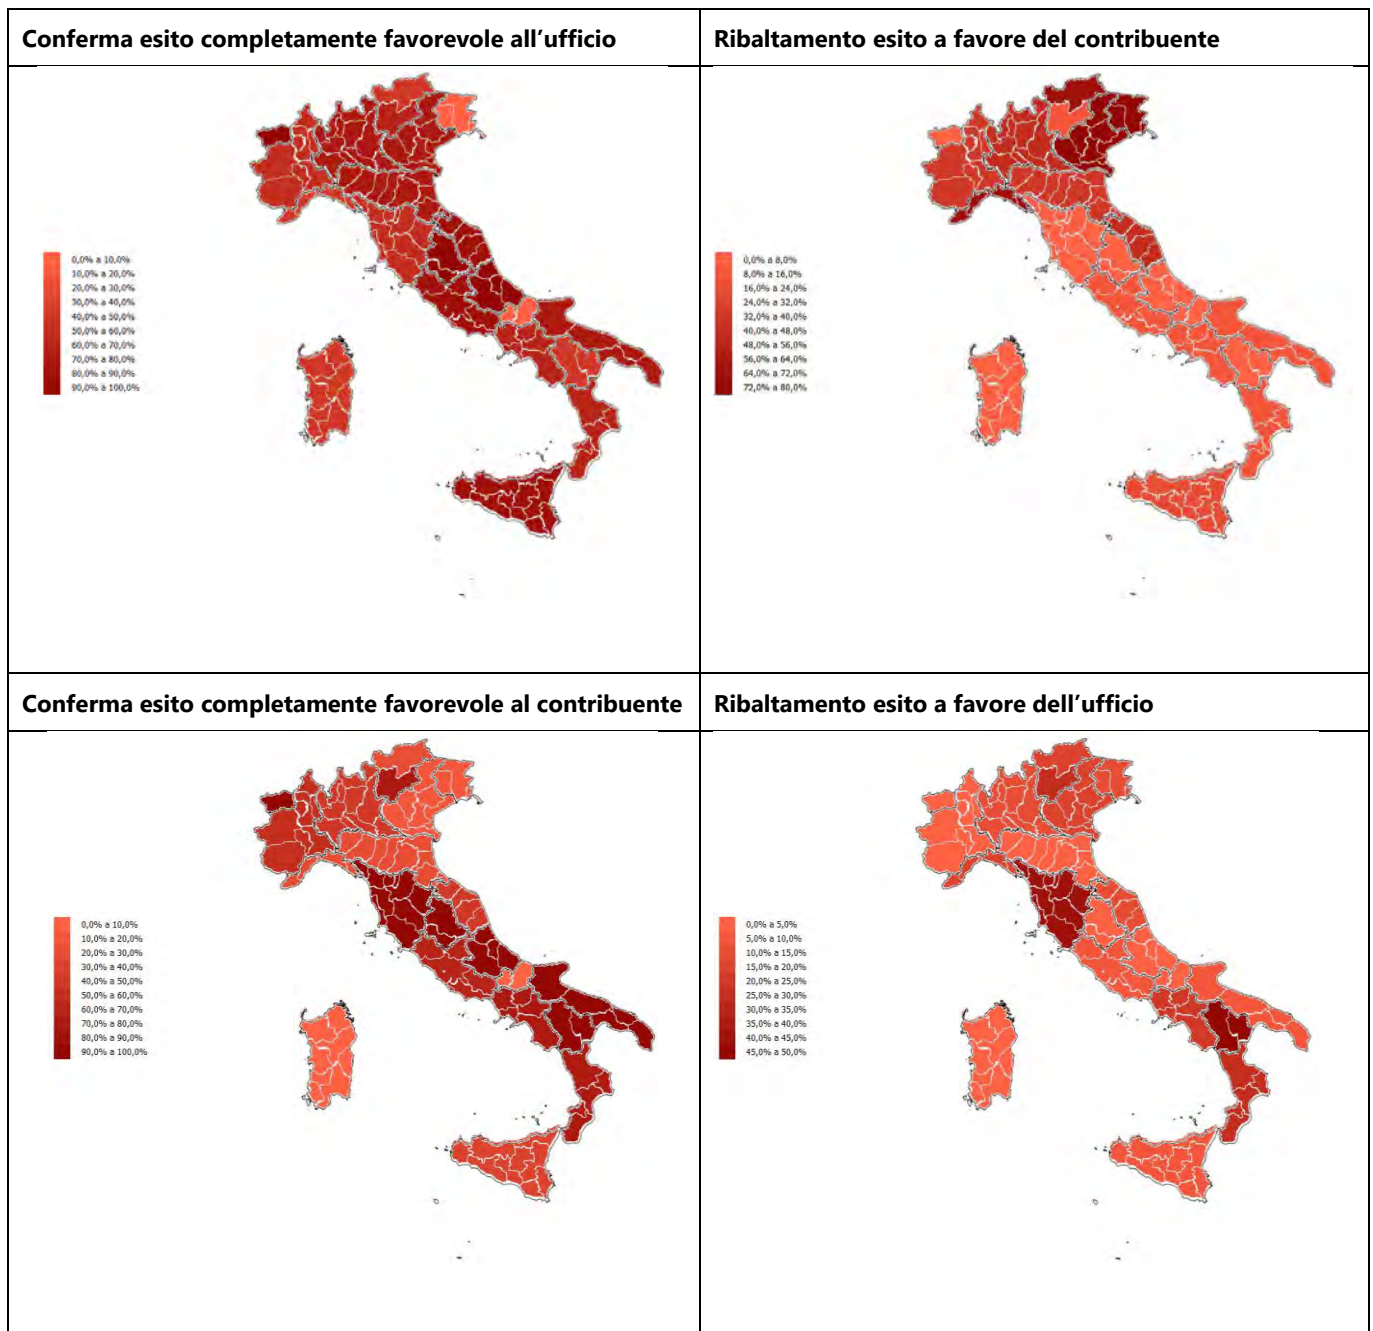 Conferma esito completamente favorevole all’ufficio
Ribaltamento esito a favore del contribuente
0,0% a 10,0%
10,0% a 20,0%
20,0% a 30,0%
30,0% a 40,0%
40,0% a 50,0%
50,0% a 60,0%
60,0% a 70,0%
70,0% a 80,0%
80,0% a 90,0%
90,0% a 100,0%
0,0% a 8,0%
8,0% a 16,0%
16,0% a 24,0%
24,0% a 32,0%
32,0% a 40,0%
40,0% a 48,0%
48,0% a 56,0%
56,0% a 64,0%
64,0% a 72,0%
72,0% a 80,0%
Conferma esito completamente favorevole al contribuente
Ribaltamento esito a favore dell’ufficio
0,0% a 10,0%
10,0% a 20,0%
20,0% a 30,0%
30,0% a 40,0%
40,0% a 50,0%
50,0% a 60,0%
60,0% a 70,0%
70,0% a 80,0%
80,0% a 90,0%
90,0% a 100,0%
0,0% a 5,0%
5,0% a 10,0%
10,0% a 15,0%
15,0% a 20,0%
20,0% a 25,0%
25,0% a 30,0%
30,0% a 35,0%
35,0% a 40,0%
40,0% a 45,0%
45,0% a 50,0%